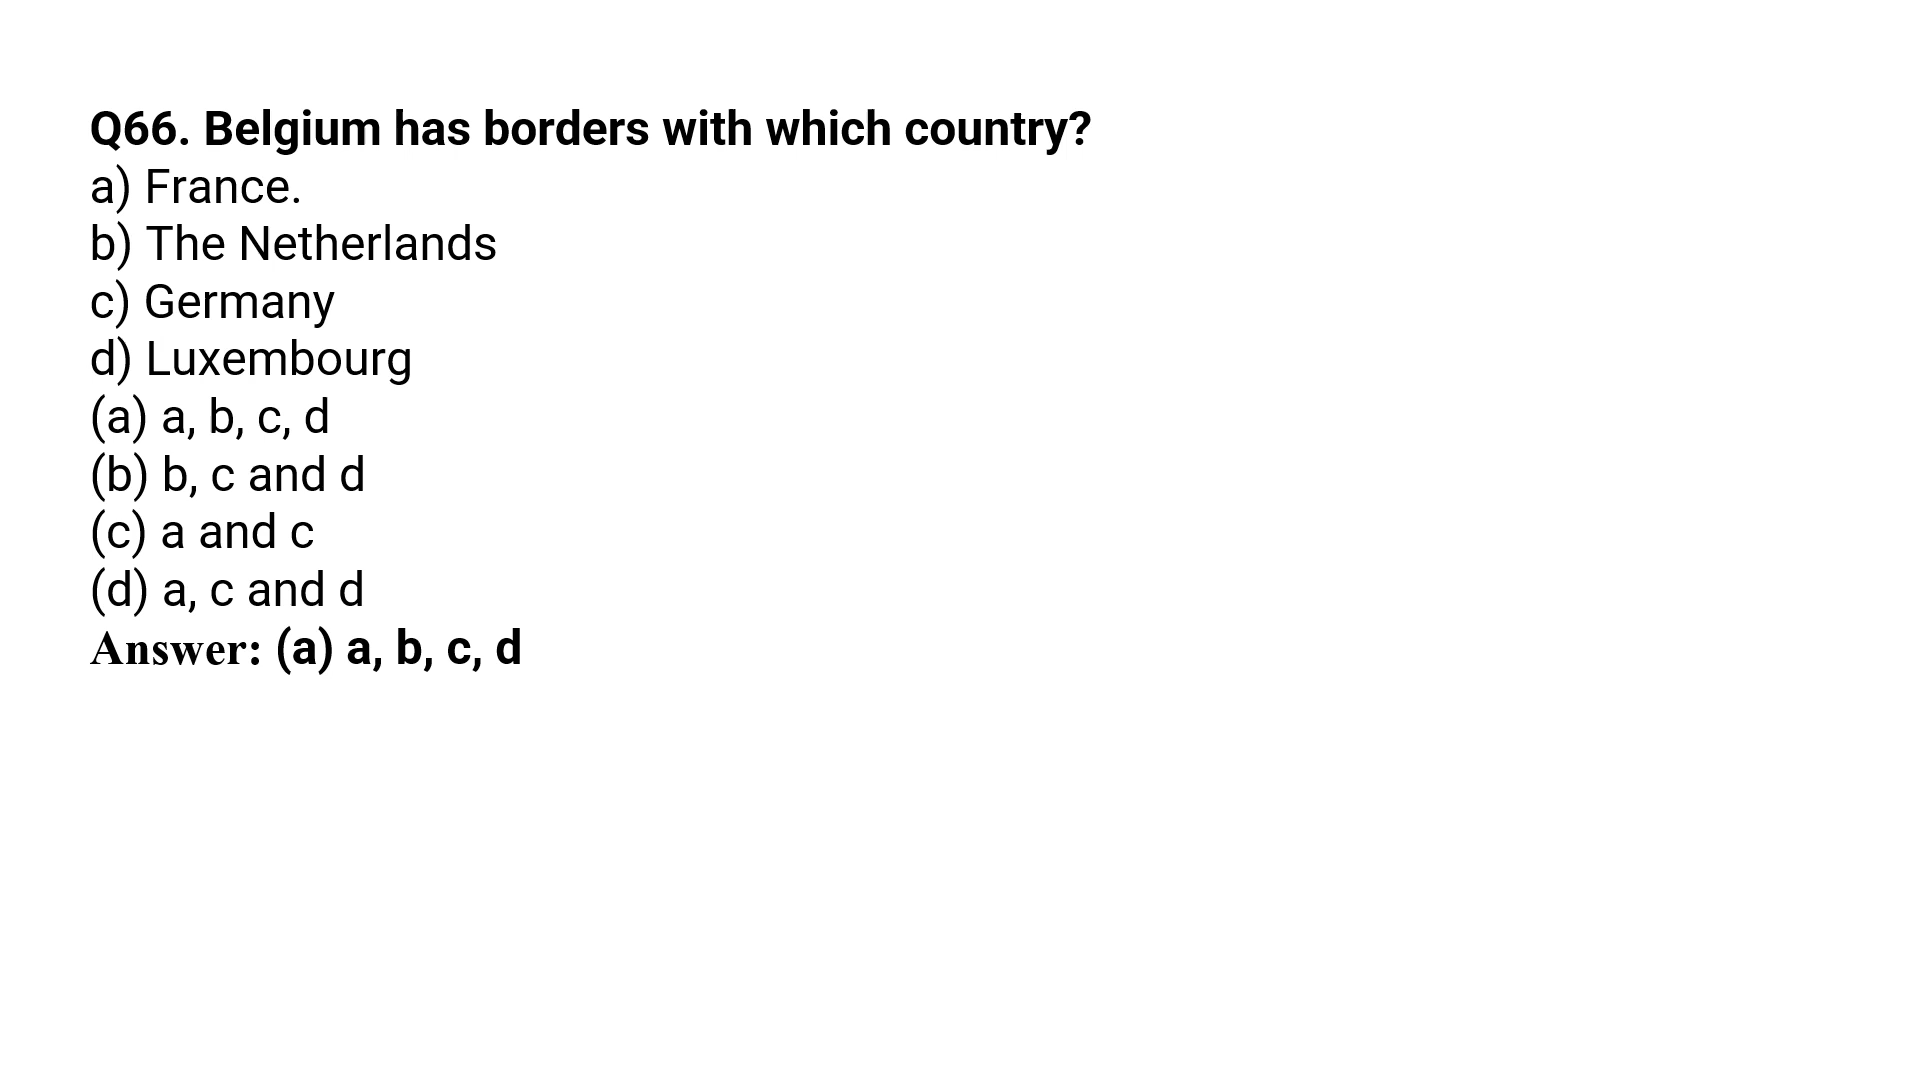 Q66. Belgium has borders with which country?
a) France.
b) The Netherlands
c) Germany
d) Luxembourg
(a) a, b, c, d
(b) b, c and d
(c) a and c
(d) a, c and d
Answer: (a) a, b, c, d